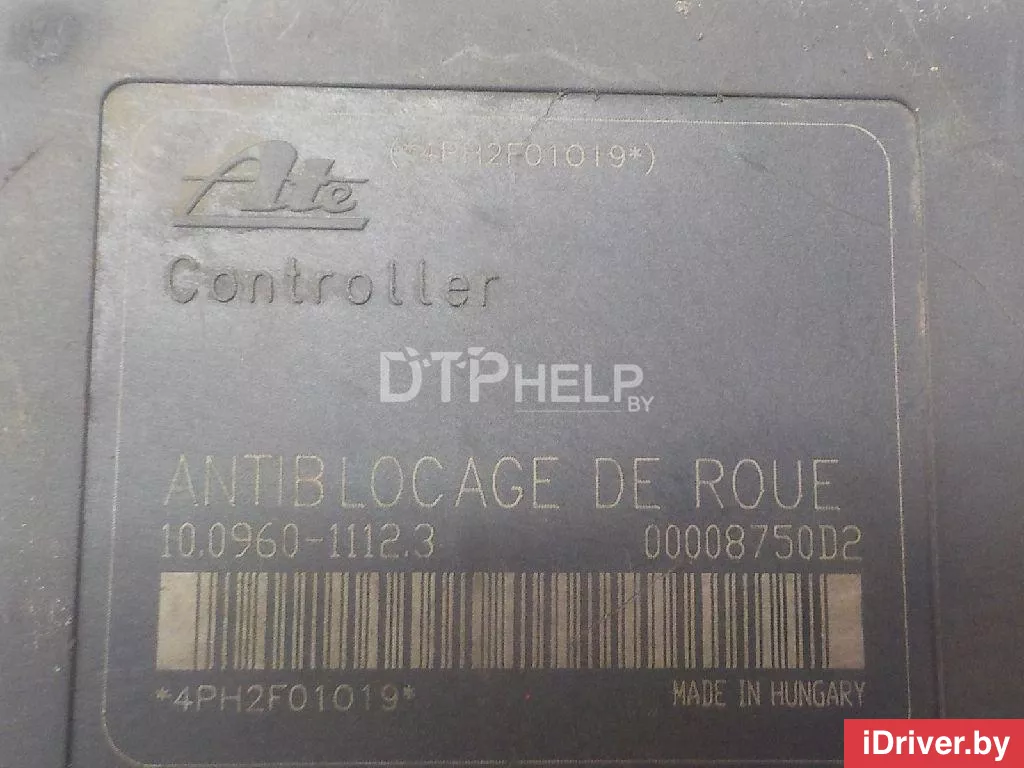 Ate (*4PH2F01019*)
Controller
DTPHELP.BY
ANTIBLOCAGE DE ROUE
10.0960-1112.3 00008750D2
*4PH2F01019* MADE IN HUNGARY
iDriver.by